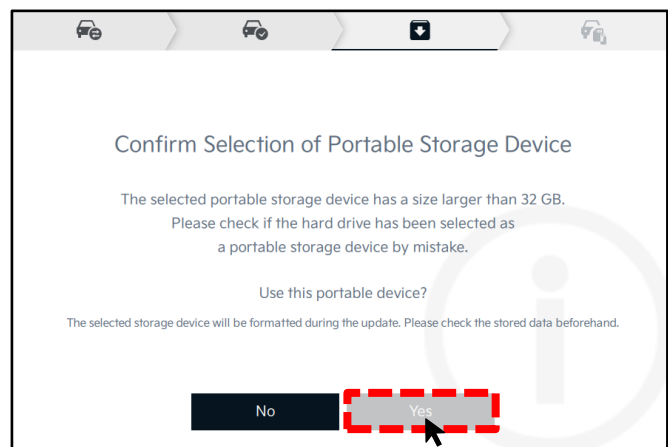 Confirm Selection of Portable Storage Device
The selected portable storage device has a size larger than 32 GB.
Please check if the hard drive has been selected as
a portable storage device by mistake.
Use this portable device?
The selected storage device will be formatted during the update. Please check the stored data beforehand.
No
Yes